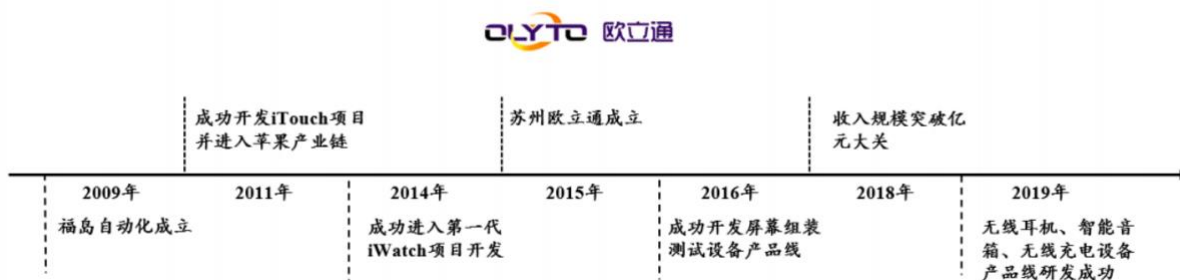 OLYTO 欧立通
成功开发iTouch项目
并进入苹果产业链
苏州欧立通成立
收入规模突破亿
元大关
2009年
2011年
2014年
2015年
2016年
2018年
2019年
福岛自动化成立
成功进入第一代
iWatch项目开发
成功开发屏幕组装
测试设备产品线
无线耳机、智能音
箱、无线充电设备
产品线研发成功